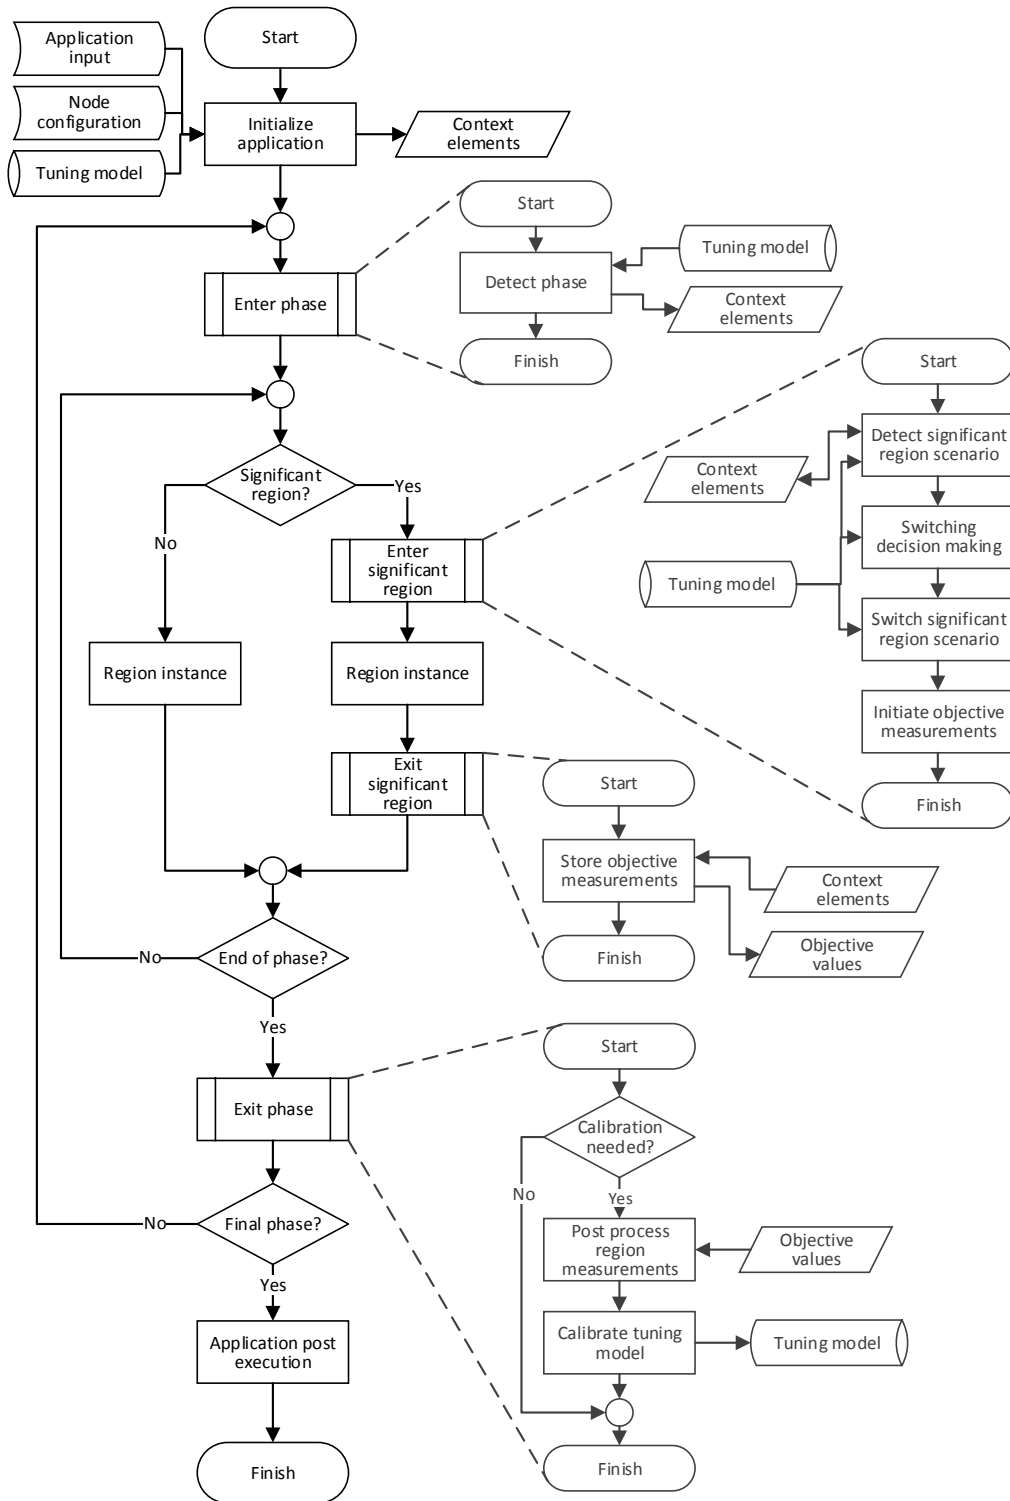 Application
input
Start
Node
configuration
Initialize
application
Context
elements
Tuning model
Start
Tuning model
Detect phase
Enter phase
Context
elements
Finish
Start
Detect significant
region scenario
Significant
region?
Yes
Context
elements
No
Enter
significant
region
Switching
decision making
Tuning model
Switch significant
region scenario
Region instance
Region instance
Initiate objective
measurements
Exit
significant
region
Start
Finish
Store objective
measurements
Context
elements
No
End of phase?
Finish
Objective
values
Yes
Start
Exit phase
Calibration
needed?
No
Yes
No
Final phase?
Post process
region
measurements
Objective
values
Yes
Application post
execution
Calibrate tuning
model
Tuning model
Finish
Finish